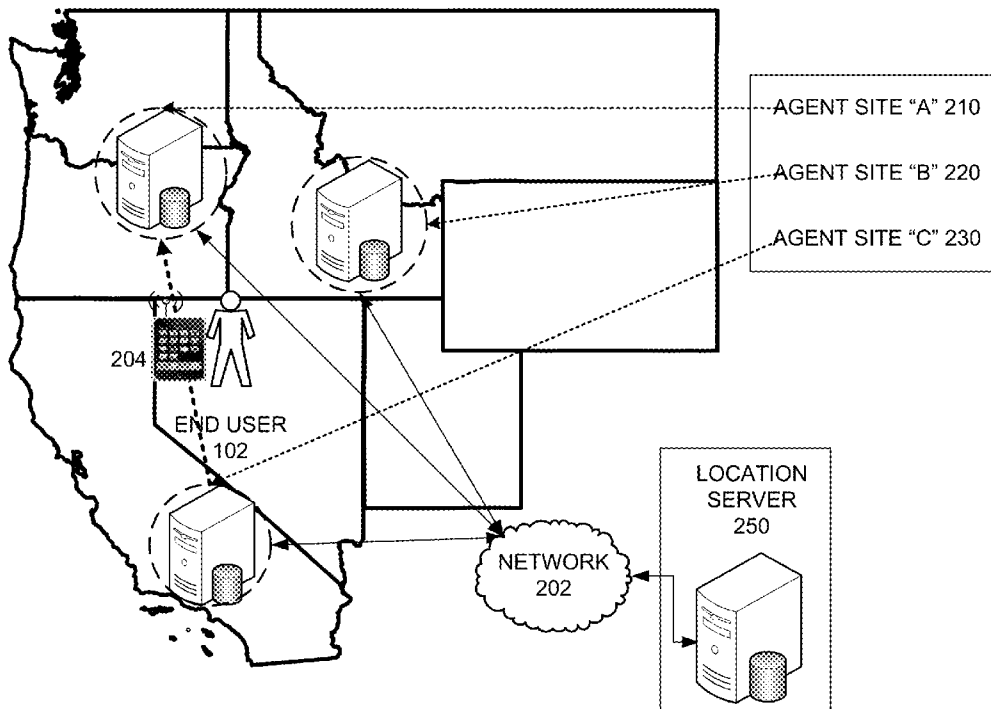 AGENT SITE “A” 210
AGENT SITE “B” 220
AGENT SITE “C” 230
204
END USER
102
LOCATION
SERVER
250
NETWORK
202